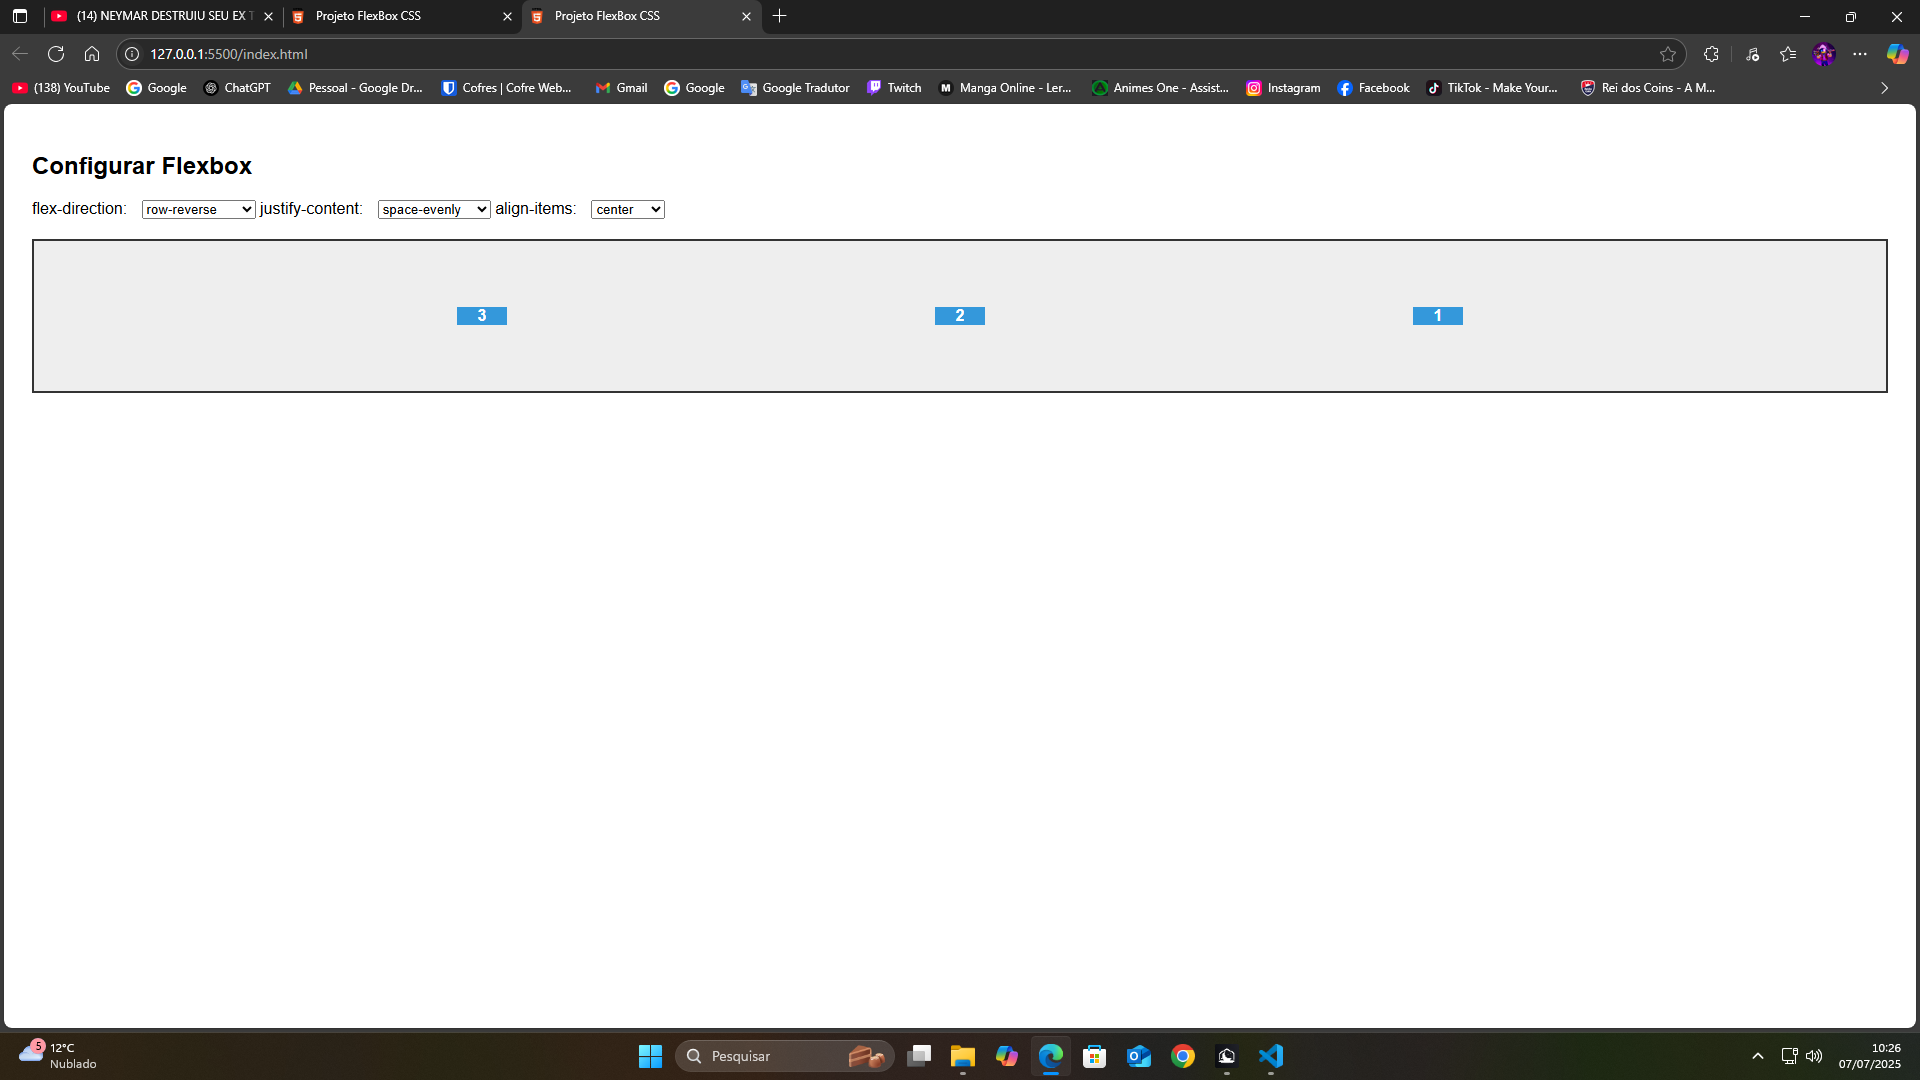 (14) NEYMAR DESTRUIU SEU EX T
Projeto FlexBox CSS
Projeto FlexBox CSS
127.0.0.1:5500/index.html
(138) YouTube
Google
ChatGPT
Pessoal - Google Dr...
Cofres | Cofre Web...
Gmail
Google
Google Tradutor
Twitch
Manga Online - Ler...
Animes One - Assist...
Instagram
Facebook
TikTok - Make Your...
Rei dos Coins - A M...
Configurar Flexbox
flex-direction: row-reverse justify-content: space-evenly align-items: center
3 2 1
5
12°C
Nublado
Pesquisar
10:26
07/07/2025